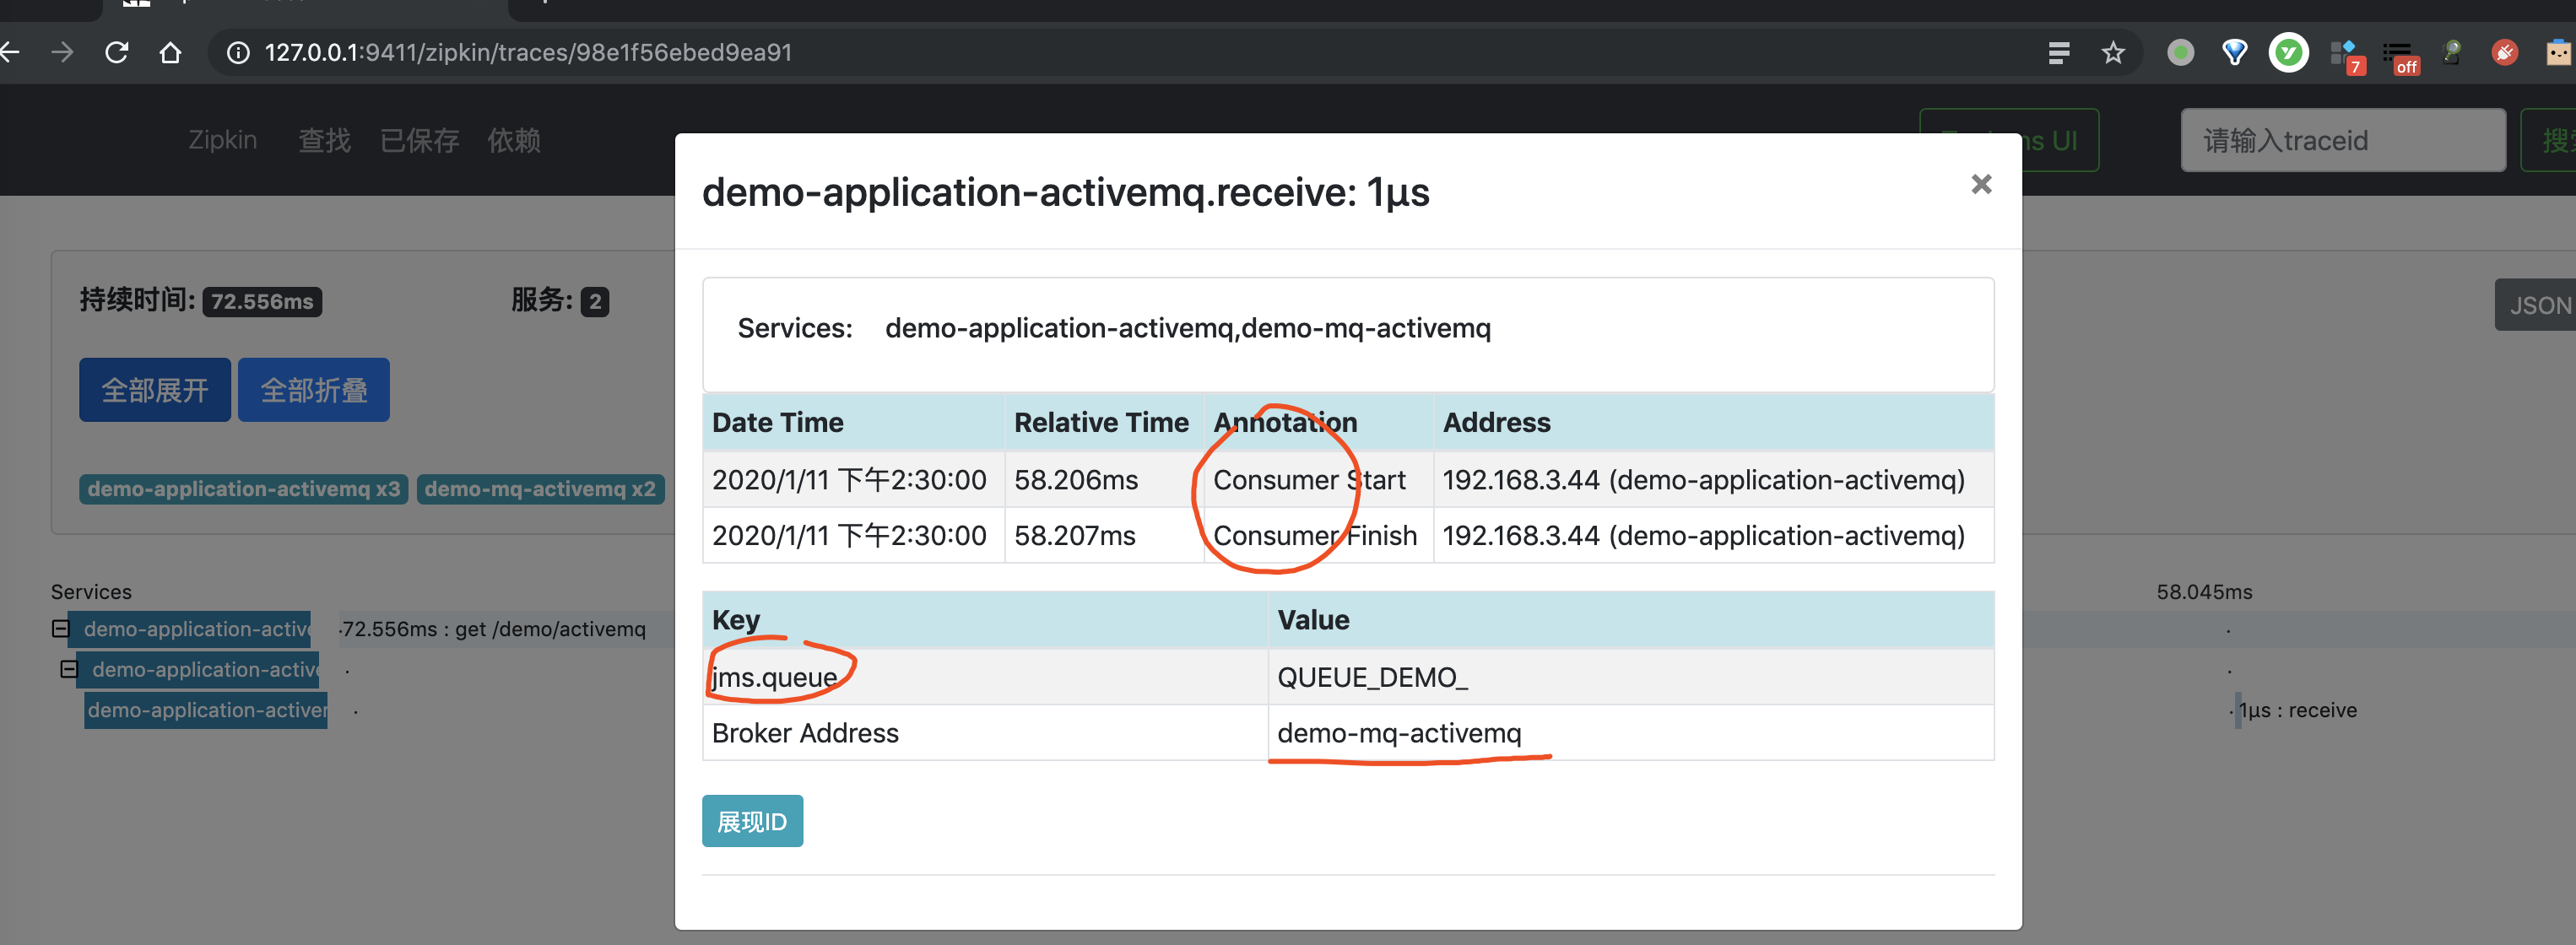 127.0.0.1:9411/zipkin/traces/98e1f56ebed9ea91
7
off
Zipkin 查找 已保存 依赖
ns UI
请输入traceid
demo-application-activemq.receive: 1μs
×
持续时间: 72.556ms 服务: 2
JSON
Services: demo-application-activemq,demo-mq-activemq
全部展开 全部折叠
Date Time Relative Time Annotation Address
2020/1/11 下午2:30:00 58.206ms Consumer Start 192.168.3.44 (demo-application-activemq)
demo-application-activemq x3 demo-mq-activemq x2
2020/1/11 下午2:30:00 58.207ms Consumer Finish 192.168.3.44 (demo-application-activemq)
Services 58.045ms
Key Value
demo-application-active 72.556ms : get /demo/activemq
jms.queue QUEUE_DEMO_
demo-application-active
demo-application-activem 1μs : receive
Broker Address demo-mq-activemq
展现ID